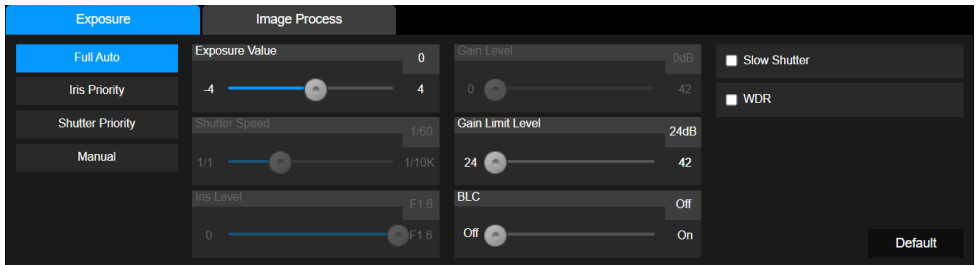 Exposure
Image Process
Full Auto
Iris Priority
Shutter Priority
Manual
Exposure Value
0
-4
4
Shutter Speed
1/60
1/1
1/10K
Iris Level
F1.6
0
F1.6
Gain Level
0dB
0
42
Gain Limit Level
24dB
24
42
BLC
Off
Off
On
Slow Shutter
WDR
Default